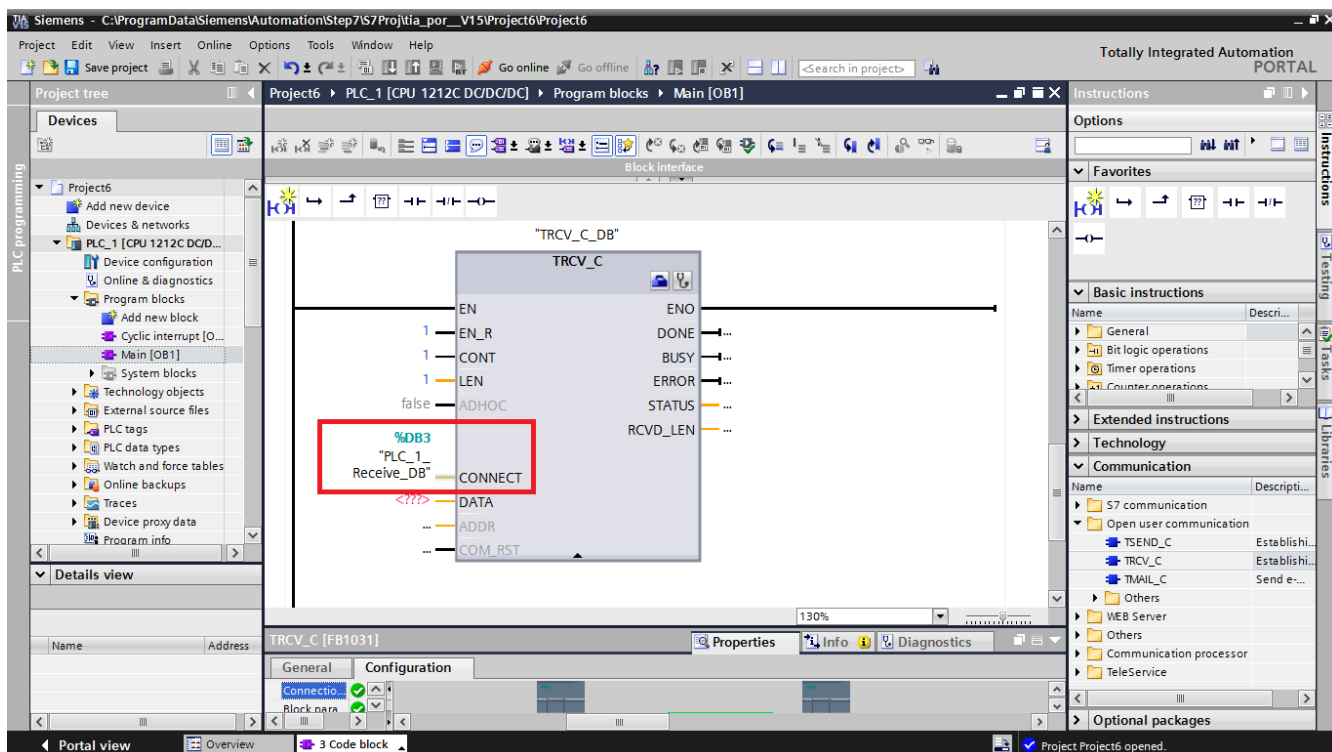 Siemens - C:\ProgramData\Siemens\Automation\Step7\S7Proj\tia_por__V15\Project6\Project6
Project Edit View Insert Online Options Tools Window Help
Totally Integrated Automation
PORTAL
Save project
Go online
Go offline
<Search in project>
Project tree
Devices
PLC programming
Project6
Add new device
Devices & networks
PLC_1 [CPU 1212C DC/D...
Device configuration
Online & diagnostics
Program blocks
Add new block
Cyclic interrupt [O...
Main [OB1]
System blocks
Technology objects
External source files
PLC tags
PLC data types
Watch and force tables
Online backups
Traces
Device proxy data
Program info
Details view
Name Address
Project6 PLC_1 [CPU 1212C DC/DC/DC] Program blocks Main [OB1]
Block interface
"TRCV_C_DB"
TRCV_C
EN ENO
1 EN_R DONE ...
1 CONT BUSY ...
1 LEN ERROR ...
false ADHOC STATUS ...
RCVD_LEN ...
%DB3
"PLC_1_
Receive_DB" CONNECT
<???> DATA
... ADDR
... COM_RST
130%
TRCV_C [FB1031]
Properties Info Diagnostics
General Configuration
Connectio...
Block para
Instructions
Options
Favorites
Basic instructions
Name Descri...
General
Bit logic operations
Timer operations
Counter operations
Extended instructions
Technology
Communication
Name Descripti...
S7 communication
Open user communication
TSEND_C Establishi...
TRCV_C Establishi...
TMAIL_C Send e-...
Others
WEB Server
Others
Communication processor
TeleService
Optional packages
Instructions
Testing
Tasks
Libraries
Portal view
Overview
3 Code block
Project Project6 opened.